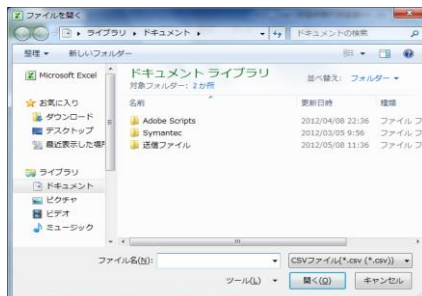 ファイルを開く
ライブラリ ▸ ドキュメント ▸
ドキュメントの検索
整理 ▾ 新しいフォルダー
Microsoft Excel
お気に入り
ダウンロード
デスクトップ
最近表示した場所
ライブラリ
ドキュメント
ピクチャ
ビデオ
ミュージック
ドキュメント ライブラリ
対象フォルダー: 2 か所
並べ替え: フォルダー ▾
名前 更新日時 種類
Adobe Scripts 2012/04/08 22:36 ファイル フ
Symantec 2012/03/05 9:56 ファイル フ
送信ファイル 2012/05/08 11:36 ファイル フ
ファイル名(N):
CSVファイル(*.csv (*.csv))
ツール(L) ▾ 開く(O) キャンセル